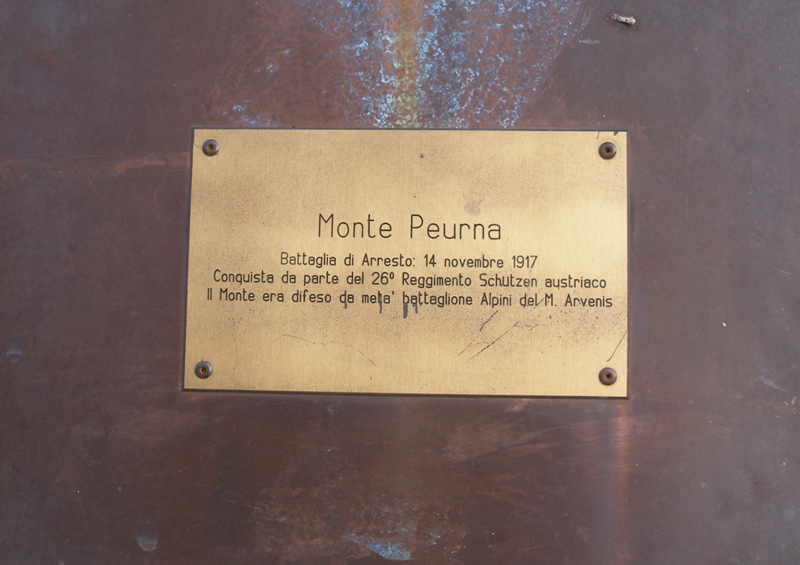 Monte Peurna
Battaglia di Arresto: 14 novembre 1917
Conquista da parte del 26° Reggimento Schützen austriaco
Il Monte era difeso da meta' battaglione Alpini del M. Arvenis